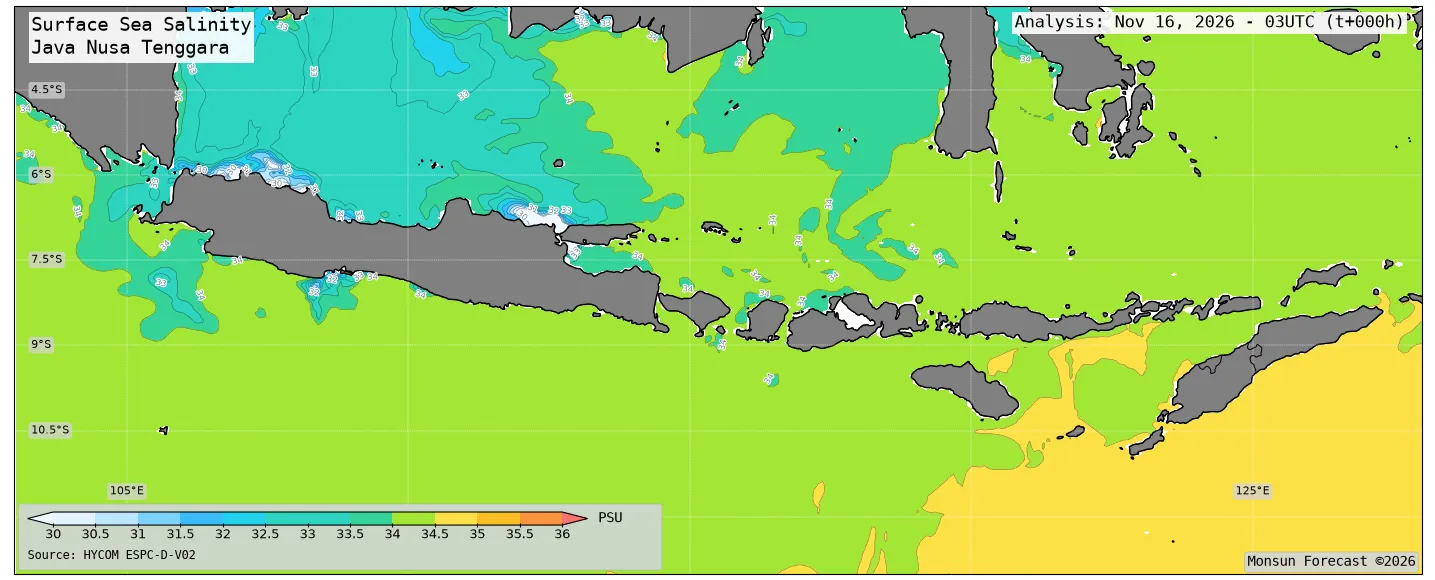 Surface Sea Salinity
Java Nusa Tenggara
Analysis: Nov 16, 2026 - 03UTC (t+000h)
4.5°S
6°S
7.5°S
9°S
10.5°S
105°E
125°E
30 30.5 31 31.5 32 32.5 33 33.5 34 34.5 35 35.5 36
PSU
Source: HYCOM ESPC-D-V02
Monsun Forecast ©2026